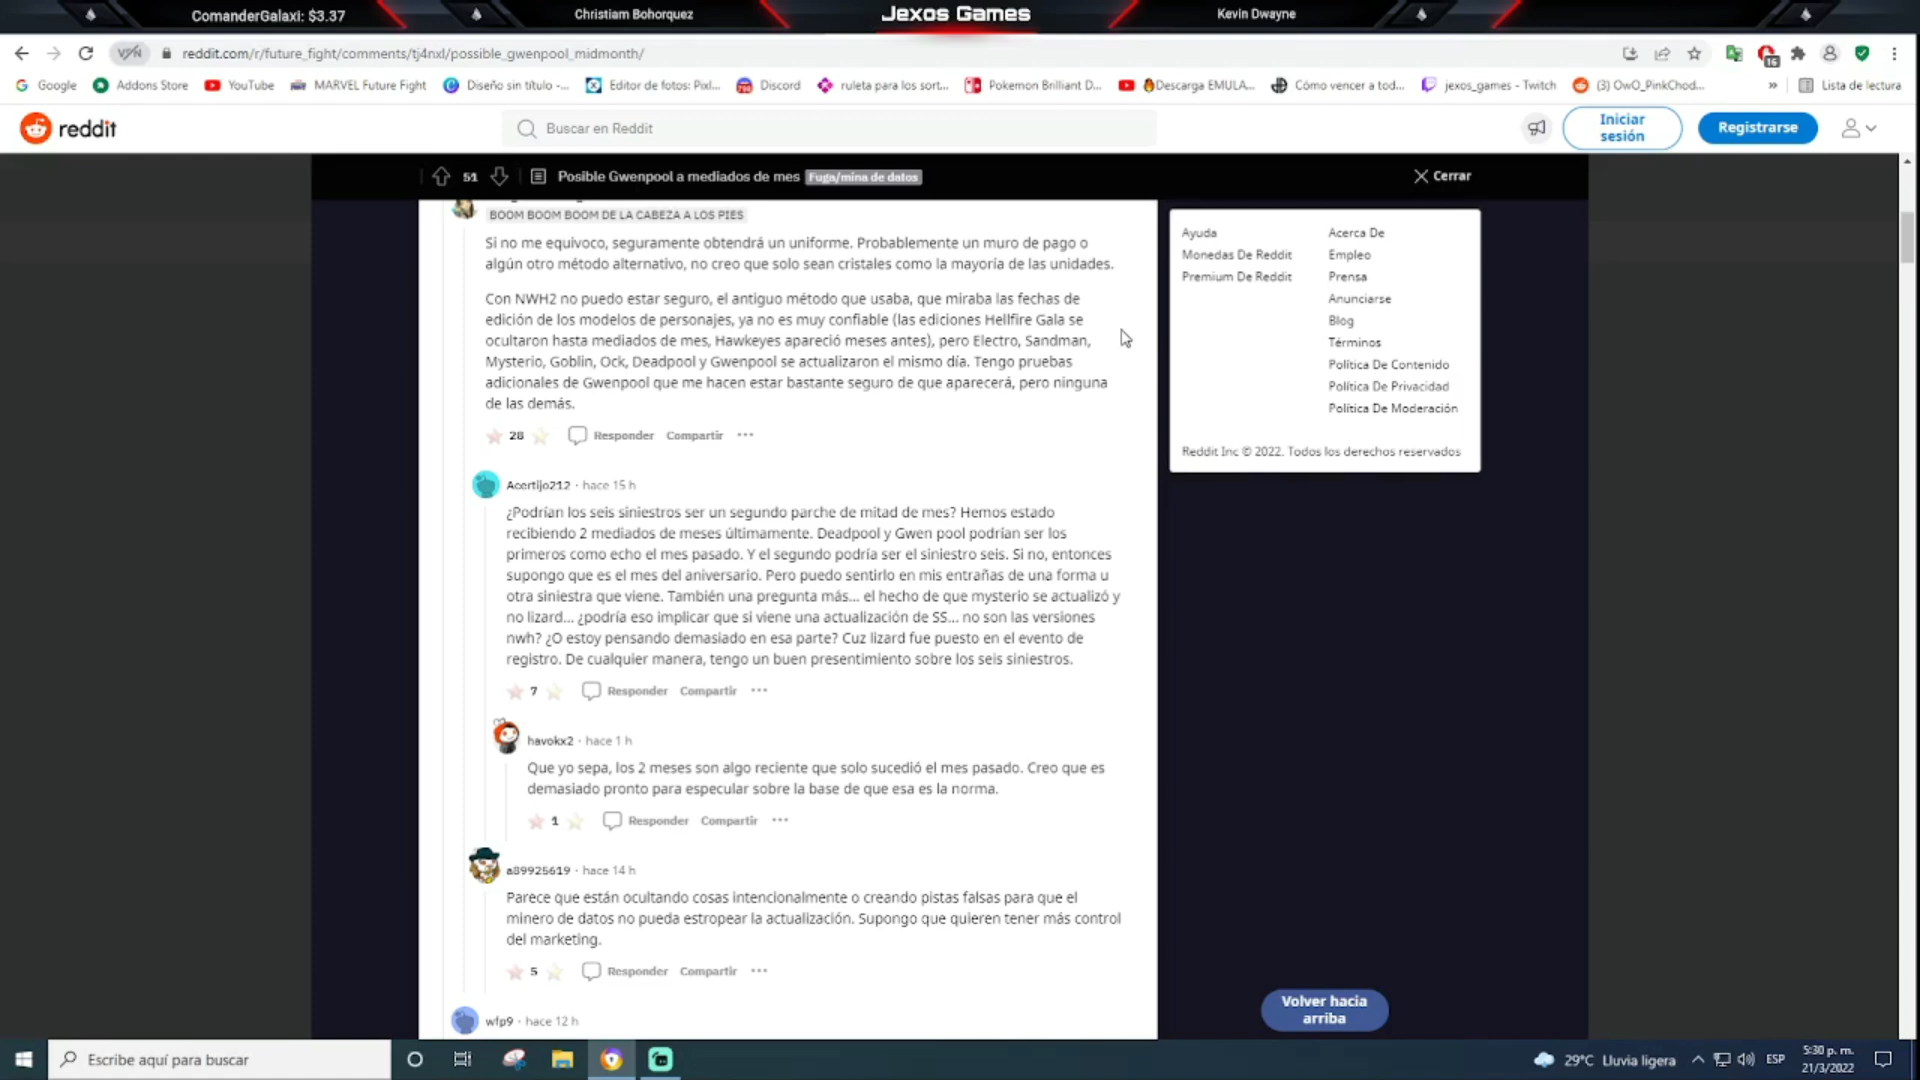 ComanderGalaxi: $3.37
Christiam Bohorquez
Jexos Games
Kevin Dwayne
VPN
reddit.com/r/future_fight/comments/tj4nxl/possible_gwenpool_midmonth/
16
Google
Addons Store
YouTube
MARVEL Future Fight
Diseño sin título -...
Editor de fotos: Pixl...
Discord
ruleta para los sort...
Pokemon Brilliant D...
Descarga EMULA...
Cómo vencer a tod...
jexos_games - Twitch
(3) OwO_PinkChod...
»
Lista de lectura
reddit
Buscar en Reddit
Iniciar
sesión
Registrarse
51
Posible Gwenpool a mediados de mes
Fuga/mina de datos
Cerrar
BOOM BOOM BOOM DE LA CABEZA A LOS PIES
Si no me equivoco, seguramente obtendrá un uniforme. Probablemente un muro de pago o
algún otro método alternativo, no creo que solo sean cristales como la mayoría de las unidades.
Con NWH2 no puedo estar seguro, el antiguo método que usaba, que miraba las fechas de
edición de los modelos de personajes, ya no es muy confiable (las ediciones Hellfire Gala se
ocultaron hasta mediados de mes, Hawkeyes apareció meses antes), pero Electro, Sandman,
Mysterio, Goblin, Ock, Deadpool y Gwenpool se actualizaron el mismo día. Tengo pruebas
adicionales de Gwenpool que me hacen estar bastante seguro de que aparecerá, pero ninguna
de las demás.
28
Responder
Compartir
Acertijo212 · hace 15 h
¿Podrían los seis siniestros ser un segundo parche de mitad de mes? Hemos estado
recibiendo 2 mediados de meses últimamente. Deadpool y Gwen pool podrían ser los
primeros como echo el mes pasado. Y el segundo podría ser el siniestro seis. Si no, entonces
supongo que es el mes del aniversario. Pero puedo sentirlo en mis entrañas de una forma u
otra siniestra que viene. También una pregunta más... el hecho de que mysterio se actualizó y
no lizard... ¿podría eso implicar que si viene una actualización de SS... no son las versiones
nwh? ¿O estoy pensando demasiado en esa parte? Cuz lizard fue puesto en el evento de
registro. De cualquier manera, tengo un buen presentimiento sobre los seis siniestros.
7
Responder
Compartir
havokx2 · hace 1 h
Que yo sepa, los 2 meses son algo reciente que solo sucedió el mes pasado. Creo que es
demasiado pronto para especular sobre la base de que esa es la norma.
1
Responder
Compartir
a89925619 · hace 14 h
Parece que están ocultando cosas intencionalmente o creando pistas falsas para que el
minero de datos no pueda estropear la actualización. Supongo que quieren tener más control
del marketing.
5
Responder
Compartir
wfp9 · hace 12 h
Ayuda
Monedas De Reddit
Premium De Reddit
Acerca De
Empleo
Prensa
Anunciarse
Blog
Términos
Política De Contenido
Política De Privacidad
Política De Moderación
Reddit Inc © 2022. Todos los derechos reservados
Volver hacia
arriba
Escribe aquí para buscar
29°C Lluvia ligera
ESP
5:30 p. m.
21/3/2022